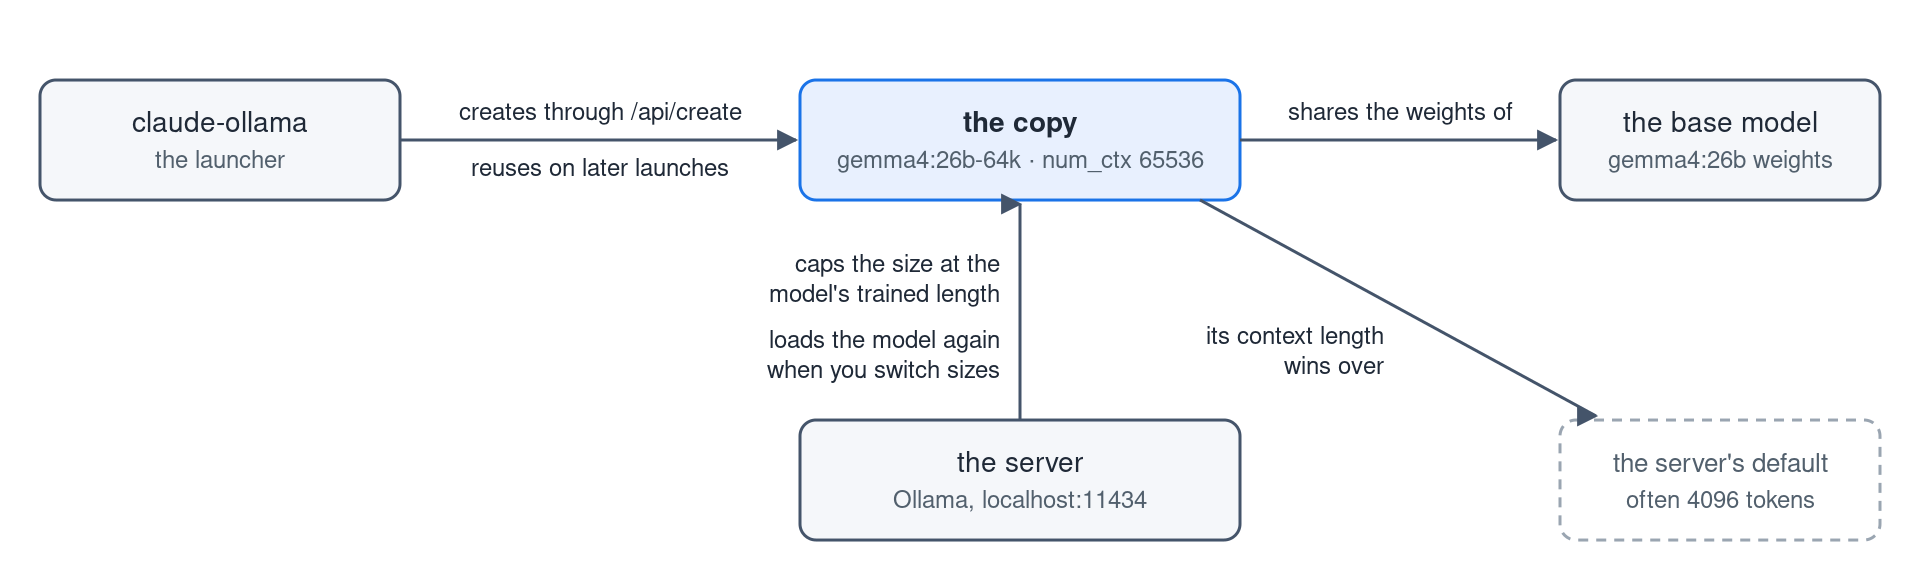 claude-ollama
the launcher
creates through /api/create
reuses on later launches
the copy
gemma4:26b-64k · num_ctx 65536
shares the weights of
the base model
gemma4:26b weights
caps the size at the
model's trained length
loads the model again
when you switch sizes
its context length
wins over
the server
Ollama, localhost:11434
the server's default
often 4096 tokens